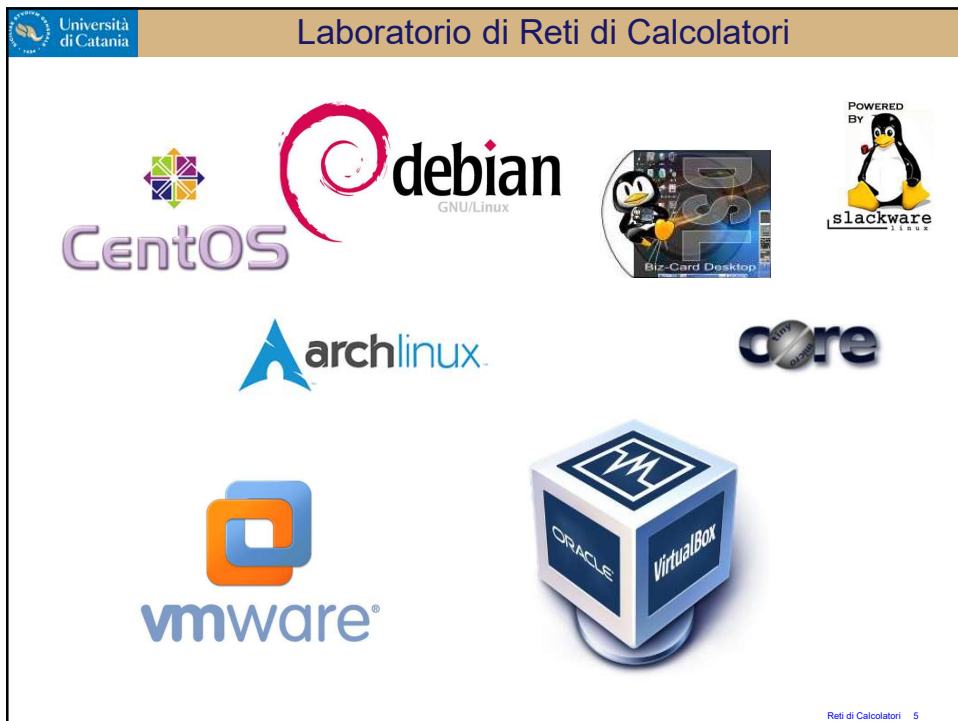 Università
di Catania
Laboratorio di Reti di Calcolatori
CentOS
debian
GNU/Linux
DSL
Biz-Card Desktop
POWERED
BY
slackware
linux
archlinux
core
tiny
micro
vmware®
ORACLE
VirtualBox
Reti di Calcolatori 5